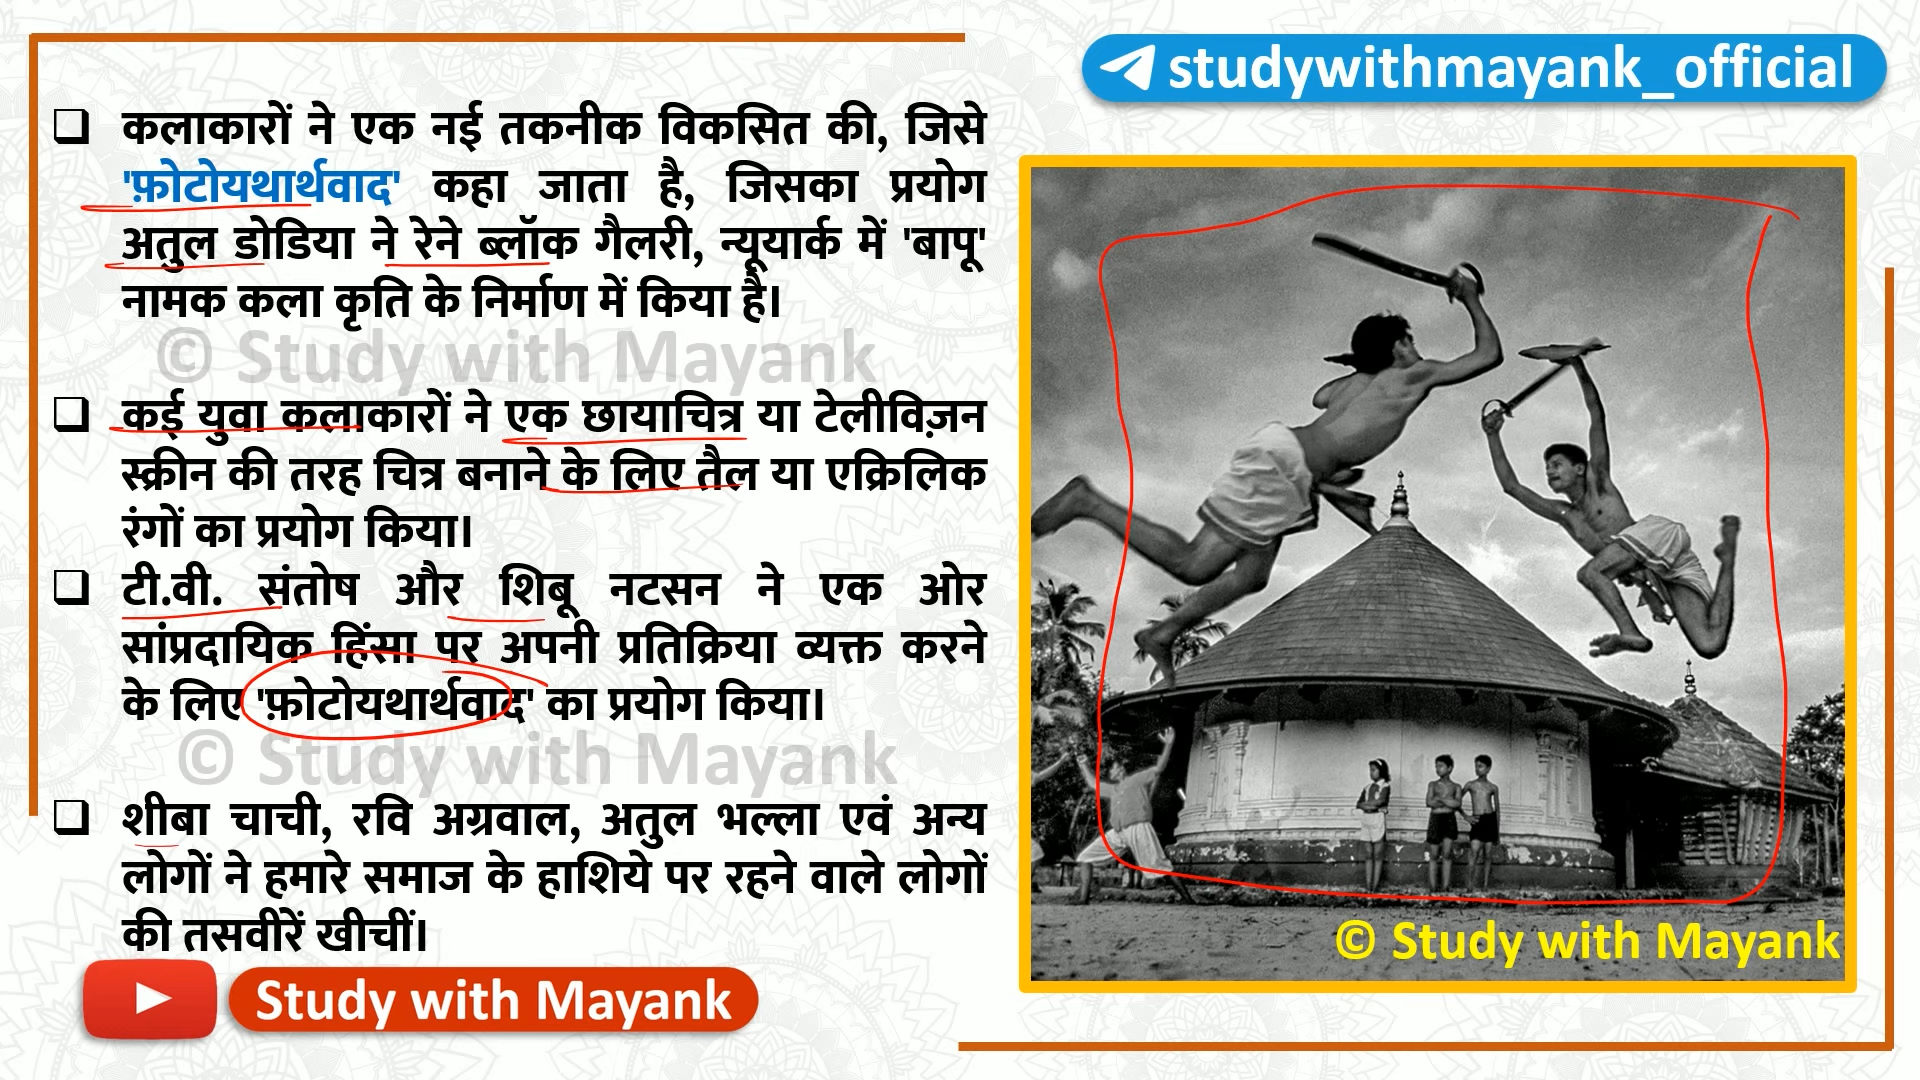 studywithmayank_official
❑ कलाकारों ने एक नई तकनीक विकसित की, जिसे
'फ़ोटोयथार्थवाद' कहा जाता है, जिसका प्रयोग
अतुल डोडिया ने रेने ब्लॉक गैलरी, न्यूयार्क में 'बापू'
नामक कला कृति के निर्माण में किया है।
© Study with Mayank
❑ कई युवा कलाकारों ने एक छायाचित्र या टेलीविज़न
स्क्रीन की तरह चित्र बनाने के लिए तैल या एक्रिलिक
रंगों का प्रयोग किया।
❑ टी.वी. संतोष और शिबू नटसन ने एक ओर
सांप्रदायिक हिंसा पर अपनी प्रतिक्रिया व्यक्त करने
के लिए 'फ़ोटोयथार्थवाद' का प्रयोग किया।
© Study with Mayank
❑ शीबा चाची, रवि अग्रवाल, अतुल भल्ला एवं अन्य
लोगों ने हमारे समाज के हाशिये पर रहने वाले लोगों
की तसवीरें खीचीं।
© Study with Mayank
Study with Mayank